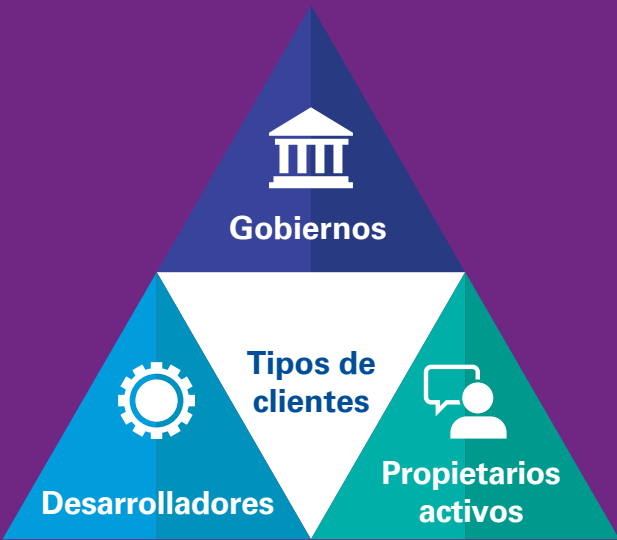 Gobiernos
Tipos de
clientes
Desarrolladores
Propietarios
activos